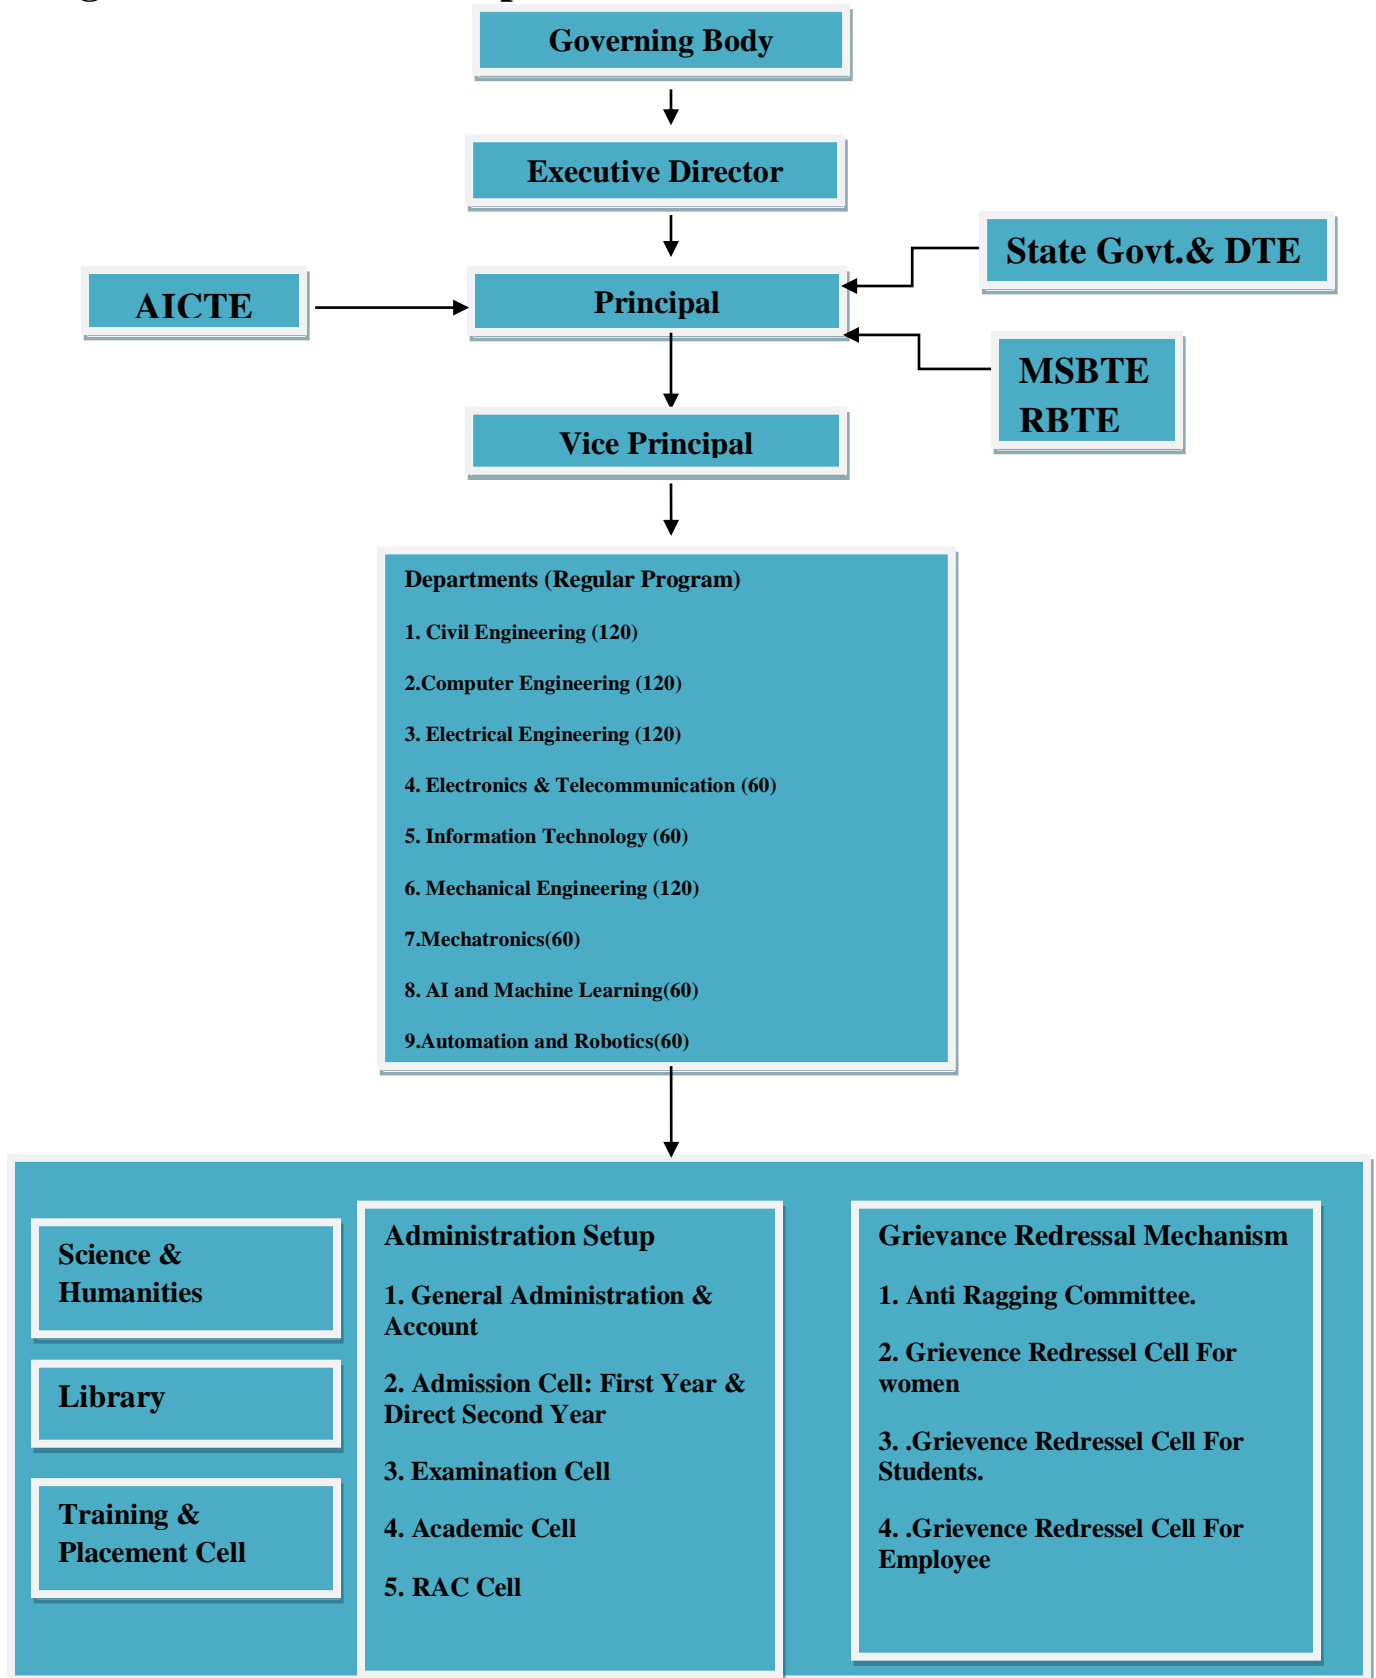 Governing Body
Executive Director
State Govt.& DTE
AICTE
Principal
MSBTE
RBTE
Vice Principal
Departments (Regular Program)
1. Civil Engineering (120)
2.Computer Engineering (120)
3. Electrical Engineering (120)
4. Electronics & Telecommunication (60)
5. Information Technology (60)
6. Mechanical Engineering (120)
7.Mechatronics(60)
8. AI and Machine Learning(60)
9.Automation and Robotics(60)
Science &
Humanities
Library
Training &
Placement Cell
Administration Setup
1. General Administration &
Account
2. Admission Cell: First Year &
Direct Second Year
3. Examination Cell
4. Academic Cell
5. RAC Cell
Grievance Redressal Mechanism
1. Anti Ragging Committee.
2. Grievence Redressel Cell For
women
3. .Grievence Redressel Cell For
Students.
4. .Grievence Redressel Cell For
Employee